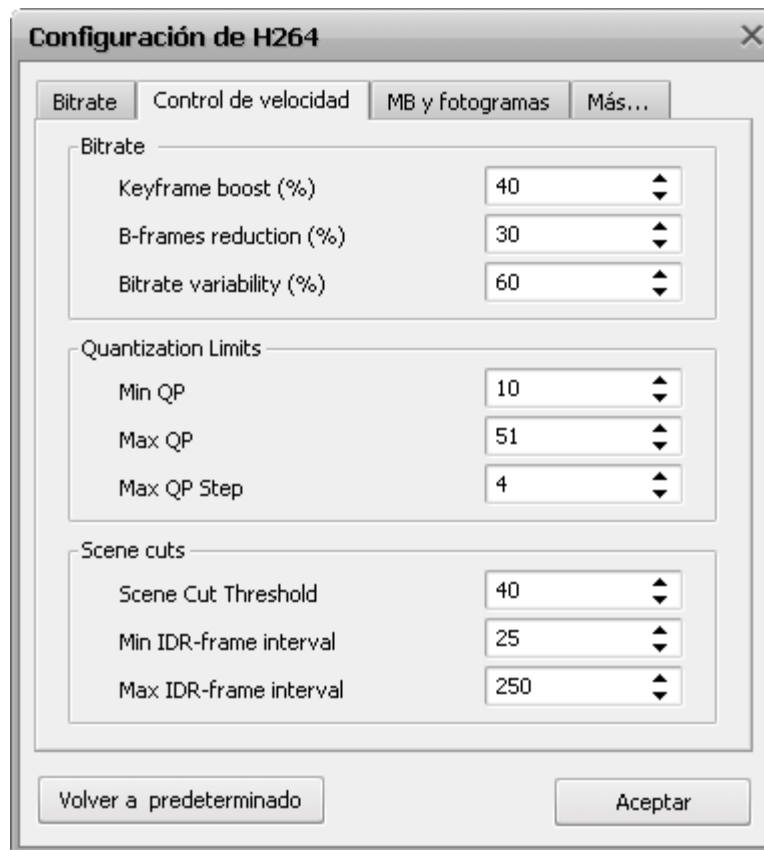 Configuración de H264
Bitrate Control de velocidad MB y fotogramas Más...
Bitrate
Keyframe boost (%) 40
B-frames reduction (%) 30
Bitrate variability (%) 60
Quantization Limits
Min QP 10
Max QP 51
Max QP Step 4
Scene cuts
Scene Cut Threshold 40
Min IDR-frame interval 25
Max IDR-frame interval 250
Volver a predeterminado Aceptar